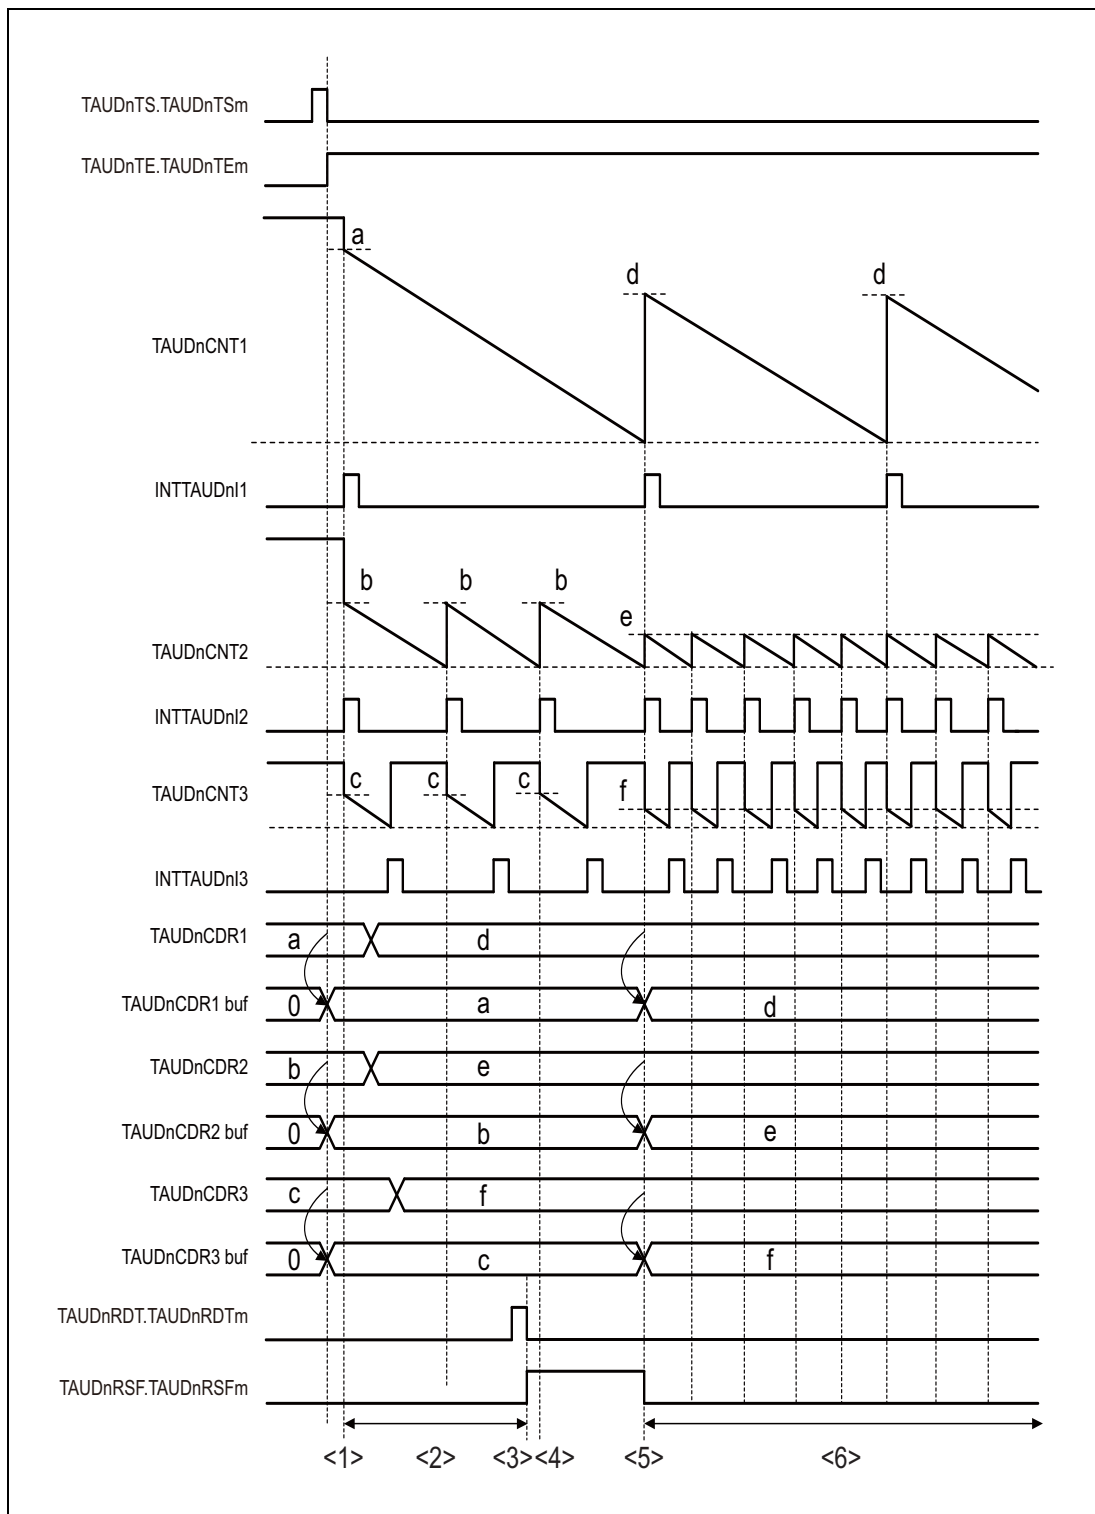 TAUDnTS.TAUDnTSm
TAUDnTE.TAUDnTEm
a
d d
TAUDnCNT1
INTTAUDnI1
b b b
e
TAUDnCNT2
INTTAUDnI2
c c c f
TAUDnCNT3
INTTAUDnI3
TAUDnCDR1
a d
TAUDnCDR1 buf
0 a d
TAUDnCDR2
b e
TAUDnCDR2 buf
0 b e
TAUDnCDR3
c f
TAUDnCDR3 buf
0 c f
TAUDnRDT.TAUDnRDTm
TAUDnRSF.TAUDnRSFm
<1> <2> <3> <4> <5> <6>